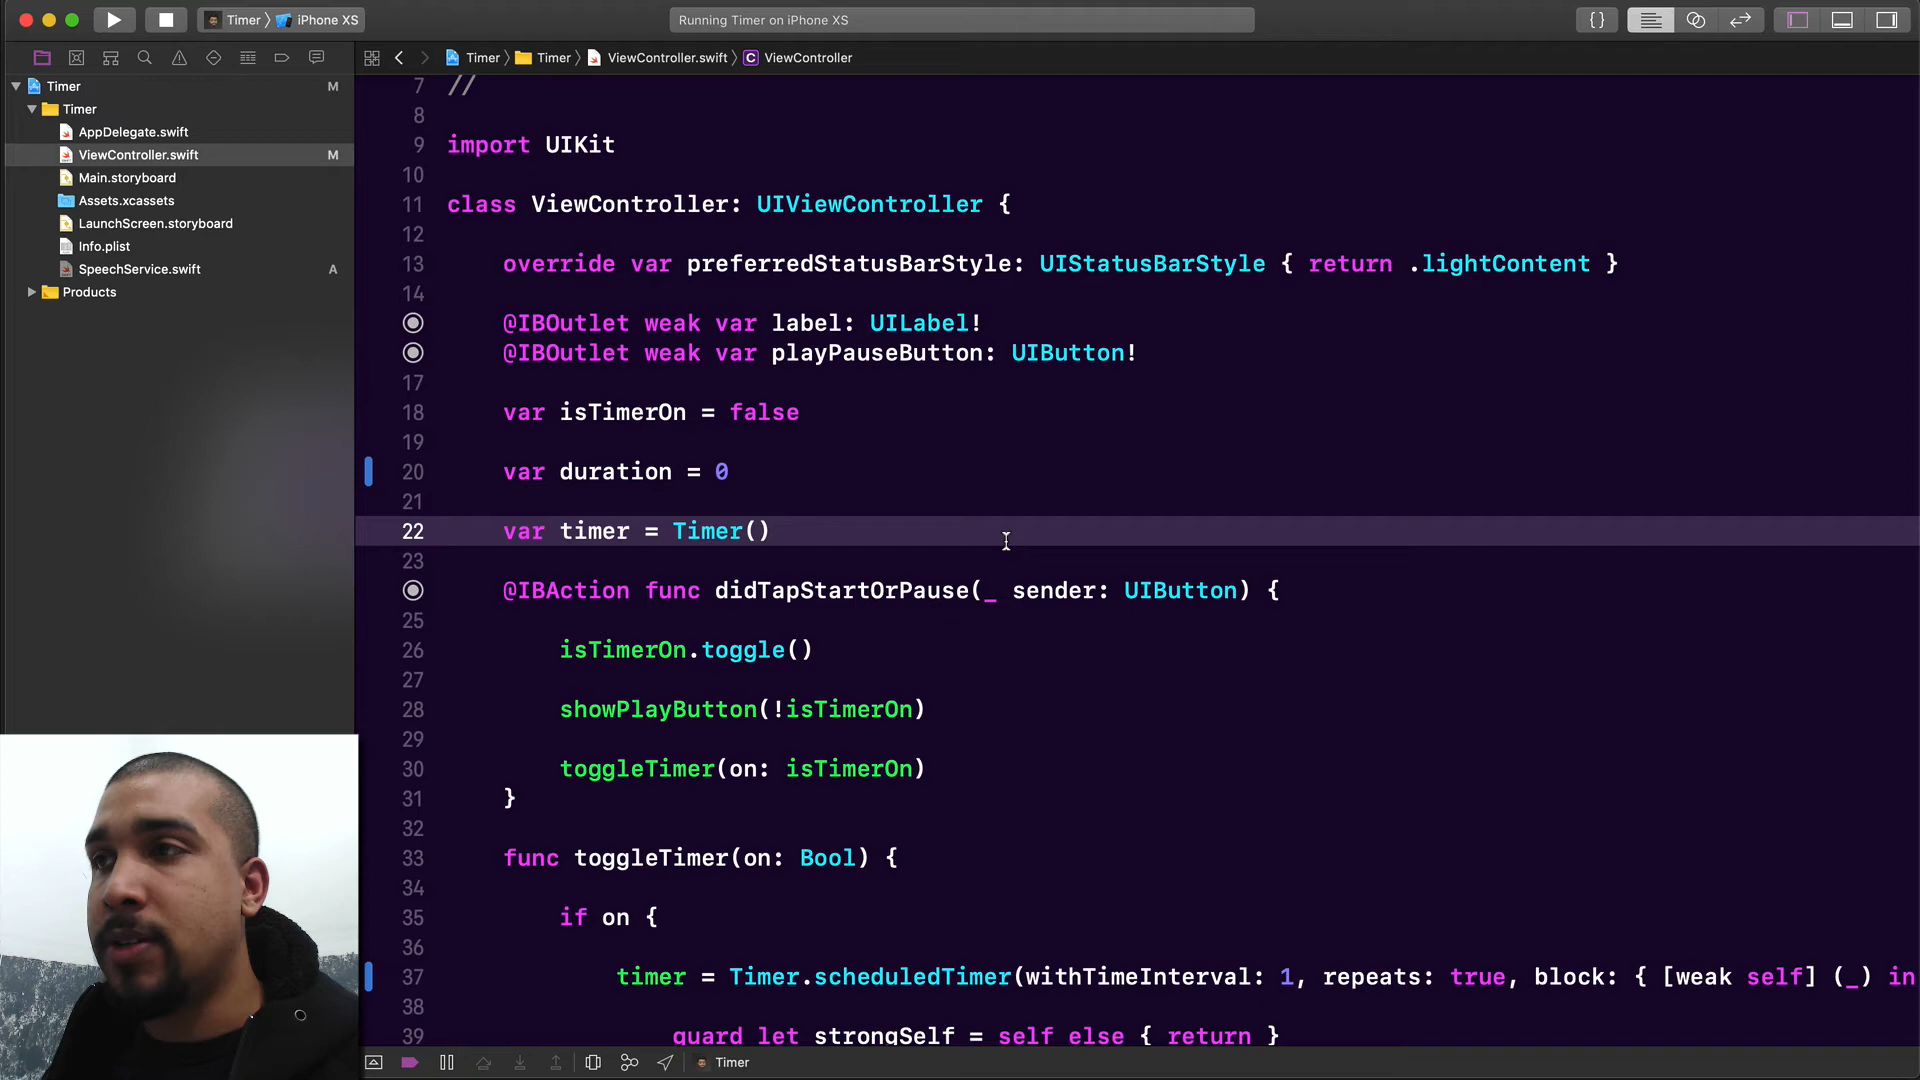 Timer
iPhone XS
Running Timer on iPhone XS
{}
Timer
Timer
ViewController.swift
C ViewController
Timer M
Timer
AppDelegate.swift
ViewController.swift M
Main.storyboard
Assets.xcassets
LaunchScreen.storyboard
Info.plist
SpeechService.swift A
Products
7 //
8
9 import UIKit
10
11 class ViewController: UIViewController {
12
13 override var preferredStatusBarStyle: UIStatusBarStyle { return .lightContent }
14
@IBOutlet weak var label: UILabel!
@IBOutlet weak var playPauseButton: UIButton!
17
18 var isTimerOn = false
19
20 var duration = 0
21
22 var timer = Timer()
23
@IBAction func didTapStartOrPause(_ sender: UIButton) {
25
26 isTimerOn.toggle()
27
28 showPlayButton(!isTimerOn)
29
30 toggleTimer(on: isTimerOn)
31 }
32
33 func toggleTimer(on: Bool) {
34
35 if on {
36
37 timer = Timer.scheduledTimer(withTimeInterval: 1, repeats: true, block: { [weak self] (_) in
38
39 guard let strongSelf = self else { return }
Timer